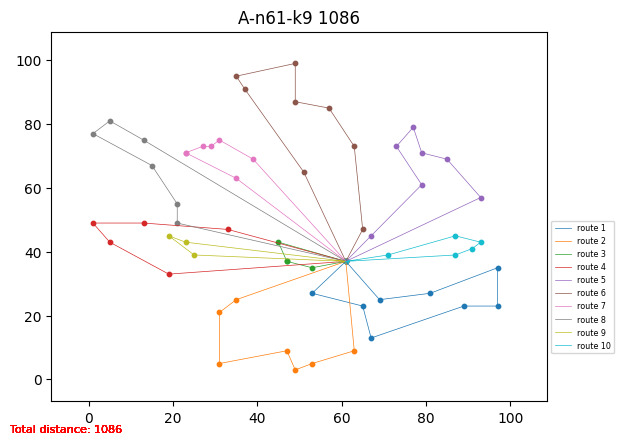 A-n61-k9 1086
100
80
60
40
20
0
0 20 40 60 80 100
route 1
route 2
route 3
route 4
route 5
route 6
route 7
route 8
route 9
route 10
Total distance: 1086